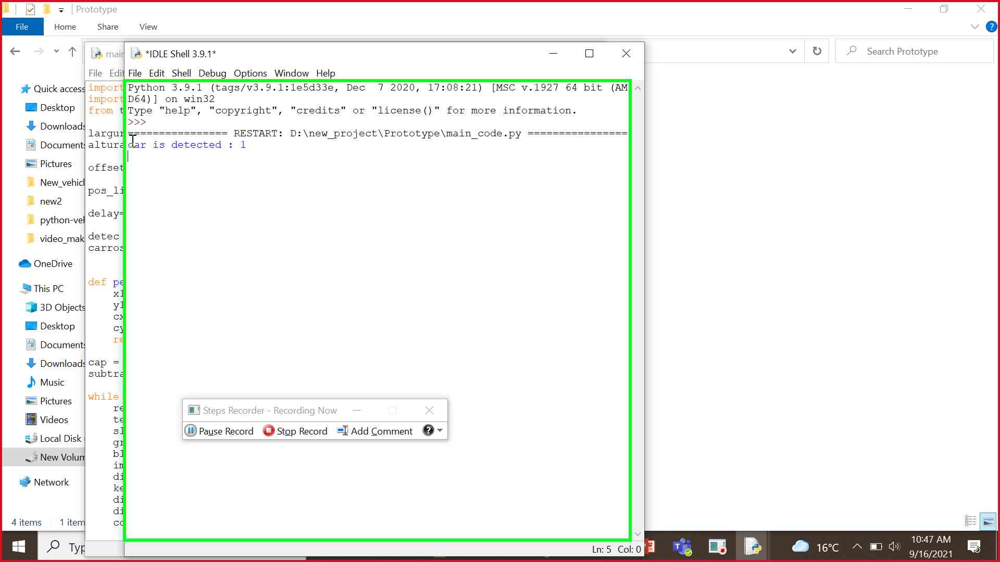 Prototype
File Home Share View
Search Prototype
Quick access
Desktop
Downloads
Documents
Pictures
New_vehicl
new2
python-vel
video_mak
OneDrive
This PC
3D Objects
Desktop
Documents
Downloads
Music
Pictures
Videos
Local Disk
New Volum
Network
4 items 1 item
main
File Edit
import
import
from t
largur
altura
offset
pos_li
delay=
detec
carros
def pe
x1
y1
cx
cy
re
cap =
subtra
while
re
te
sl
gr
bl
im
di
ke
di
di
co
*IDLE Shell 3.9.1*
File Edit Shell Debug Options Window Help
Python 3.9.1 (tags/v3.9.1:1e5d33e, Dec  7 2020, 17:08:21) [MSC v.1927 64 bit (AM
D64)] on win32
Type "help", "copyright", "credits" or "license()" for more information.
>>>
================ RESTART: D:\new_project\Prototype\main_code.py ================
car is detected : 1
Steps Recorder - Recording Now
Pause Record Stop Record Add Comment
Ln: 5 Col: 0
Typ
16°C
10:47 AM
9/16/2021